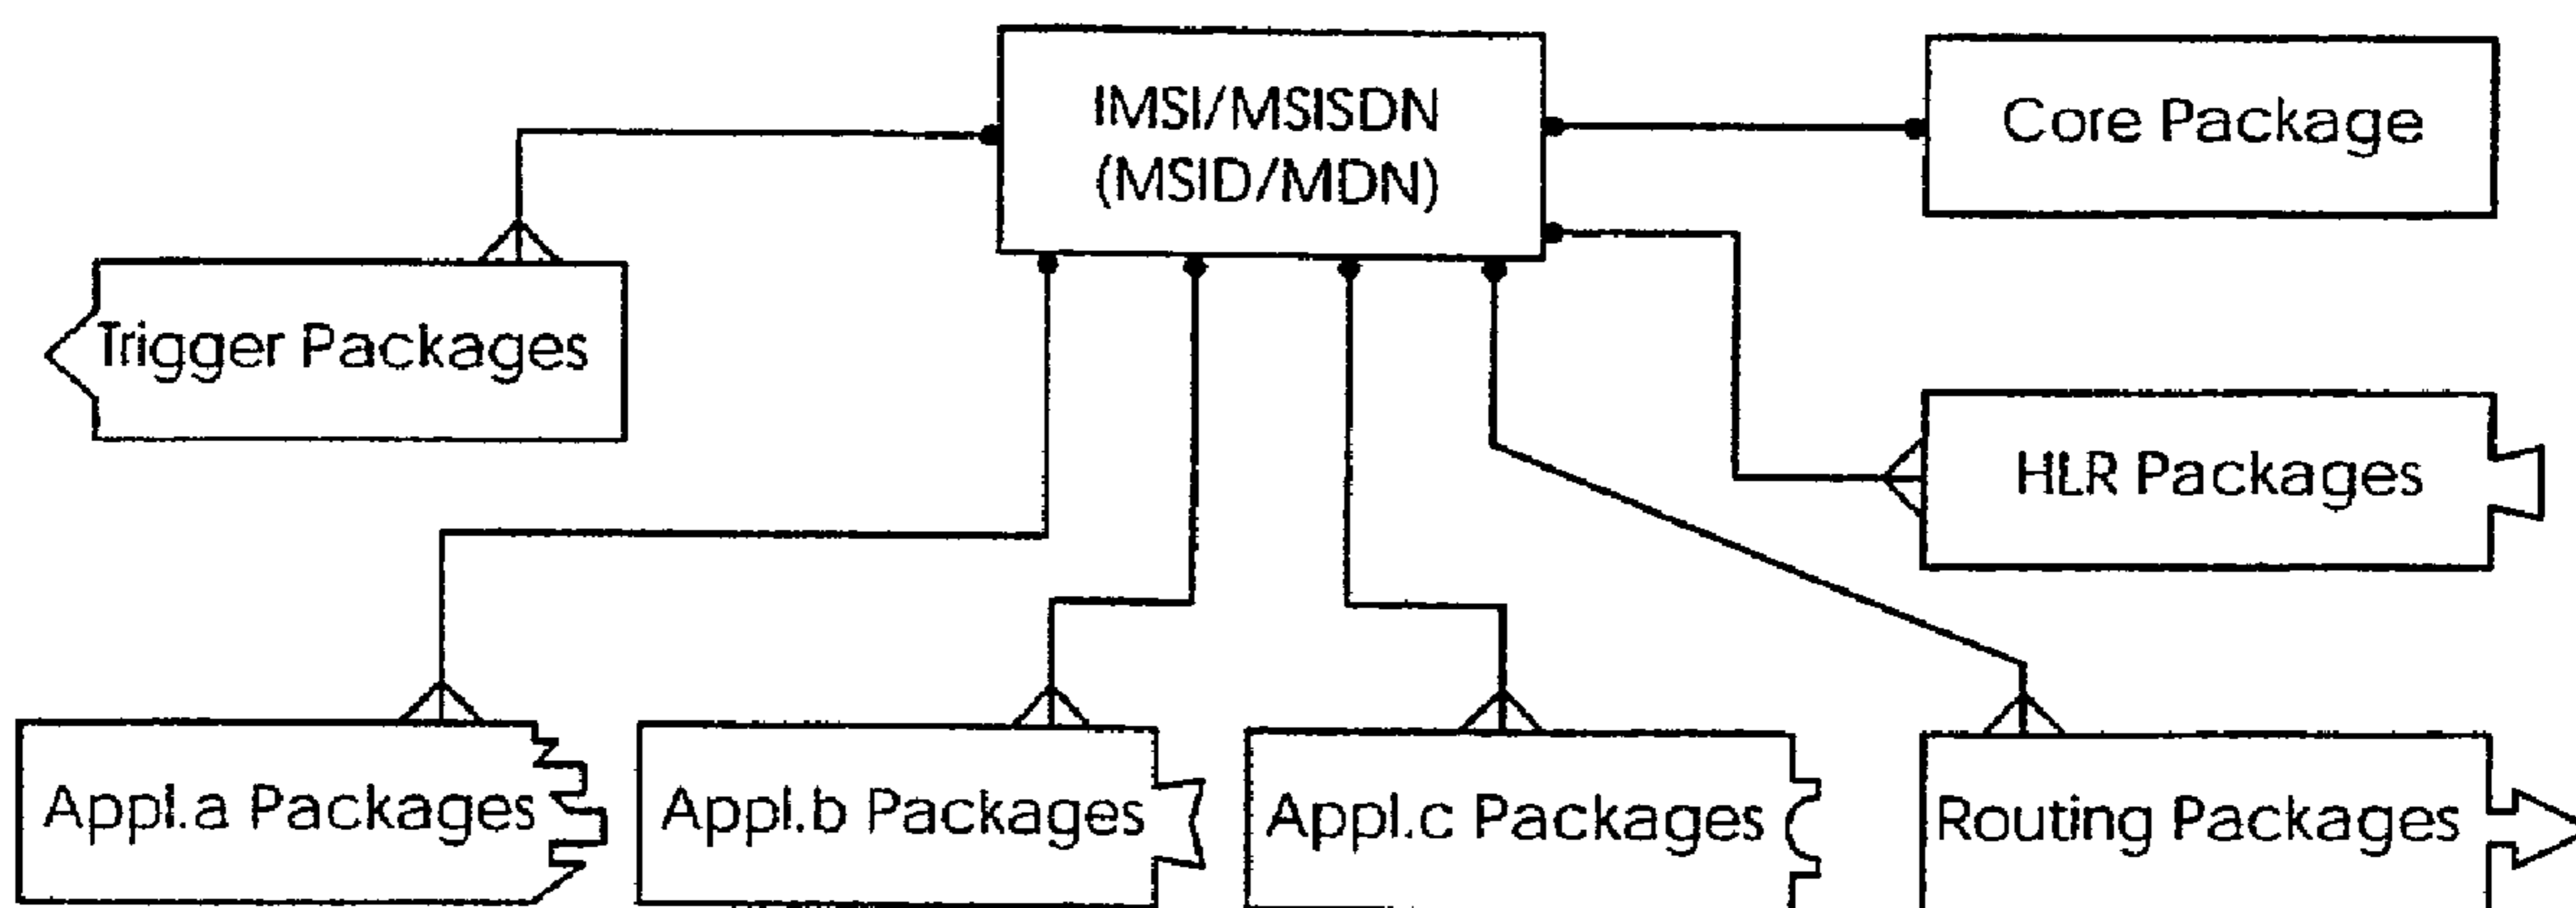 IMSI/MSISDN
(MSID/MDN)
Core Package
Trigger Packages
HLR Packages
Appl.a Packages
Appl.b Packages
Appl.c Packages
Routing Packages